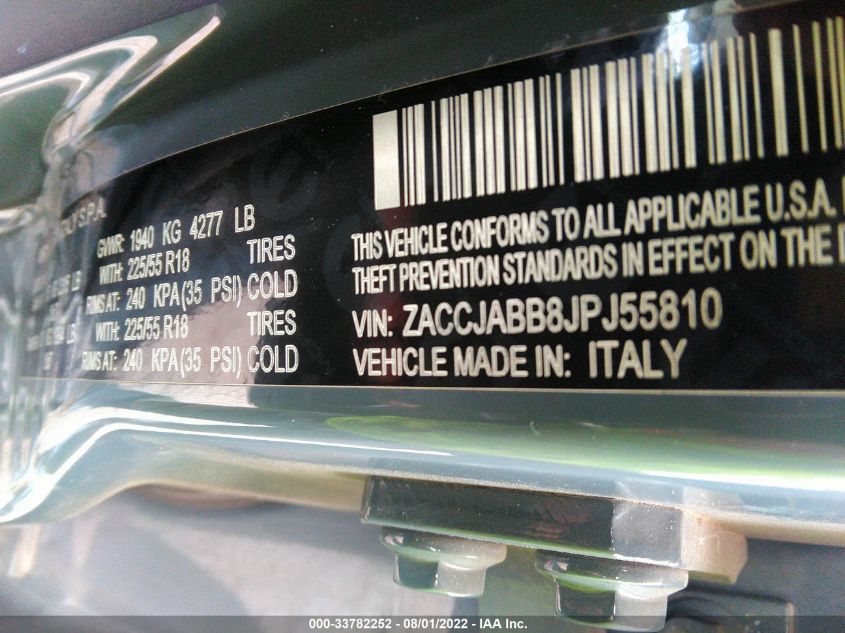 S.P.A.
GVWR: 1940 KG 4277 LB
WITH: 225/55 R18 TIRES
RIMS AT: 240 KPA(35 PSI) COLD
WITH: 225/55 R18 TIRES
RIMS AT: 240 KPA(35 PSI) COLD
THIS VEHICLE CONFORMS TO ALL APPLICABLE U.S.A.
THEFT PREVENTION STANDARDS IN EFFECT ON THE
VIN: ZACCJABB8JPJ55810
VEHICLE MADE IN: ITALY
000-33782252 - 08/01/2022 - IAA Inc.